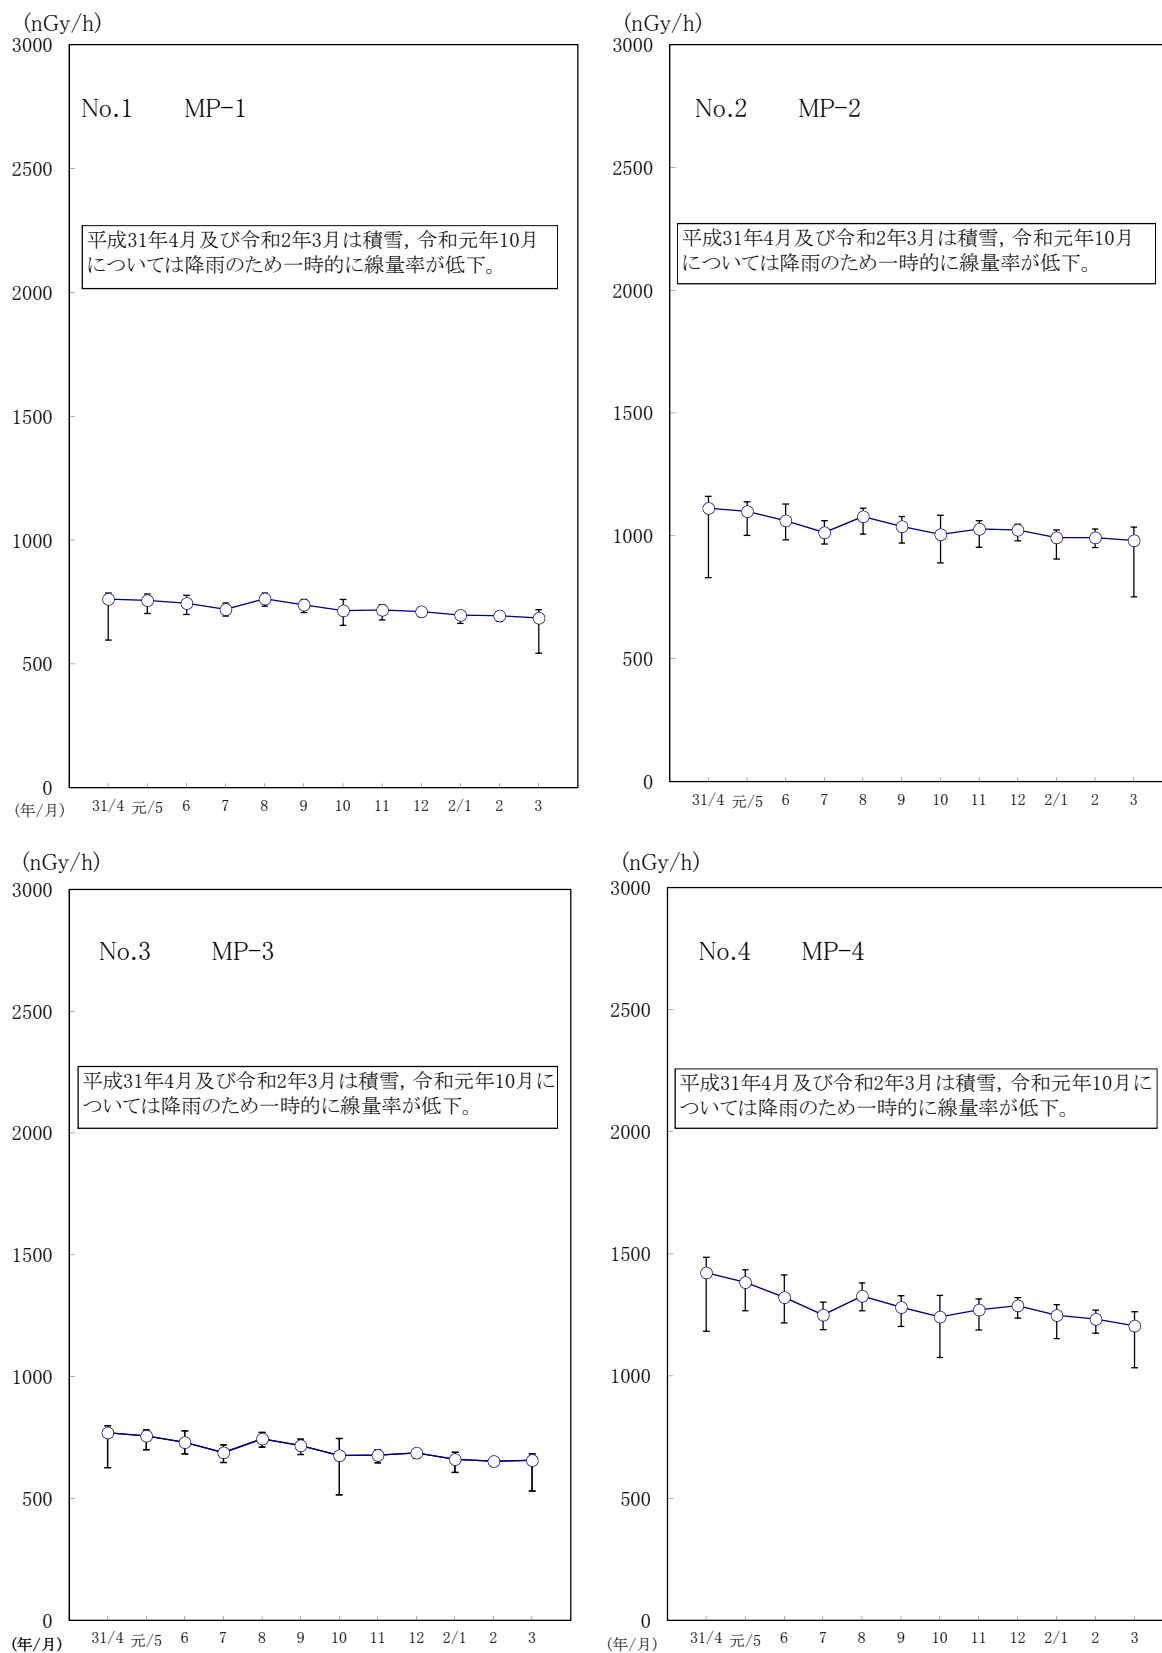 (nGy/h)
3000
No.1 MP-1
2500
平成31年4月及び令和2年3月は積雪，令和元年10月
については降雨のため一時的に線量率が低下。
2000
1500
1000
500
0
(年/月) 31/4 元/5 6 7 8 9 10 11 12 2/1 2 3
(nGy/h)
3000
No.2 MP-2
2500
平成31年4月及び令和2年3月は積雪，令和元年10月
については降雨のため一時的に線量率が低下。
2000
1500
1000
500
0
31/4 元/5 6 7 8 9 10 11 12 2/1 2 3
(nGy/h)
3000
No.3 MP-3
2500
平成31年4月及び令和2年3月は積雪，令和元年10月に
ついては降雨のため一時的に線量率が低下。
2000
1500
1000
500
0
(年/月) 31/4 元/5 6 7 8 9 10 11 12 2/1 2 3
(nGy/h)
3000
No.4 MP-4
2500
平成31年4月及び令和2年3月は積雪，令和元年10月に
ついては降雨のため一時的に線量率が低下。
2000
1500
1000
500
0
(年/月) 31/4 元/5 6 7 8 9 10 11 12 2/1 2 3